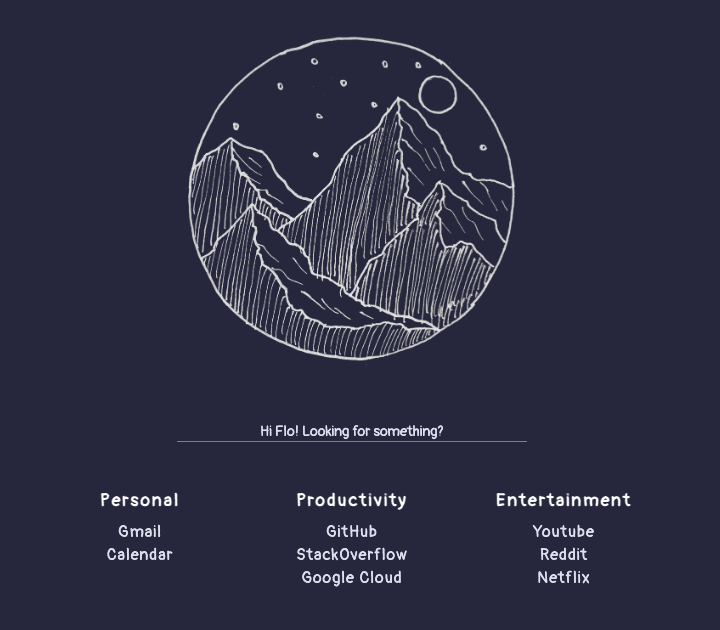 Hi Flo! Looking for something?
Personal
Gmail
Calendar
Productivity
GitHub
StackOverflow
Google Cloud
Entertainment
Youtube
Reddit
Netflix